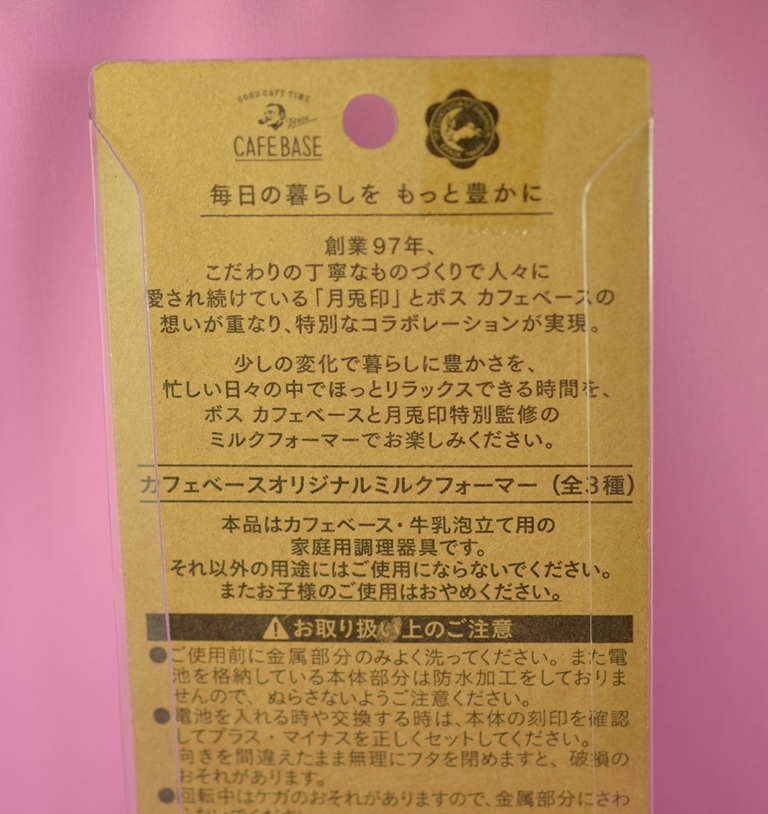 GOOD CAFE TIME
Boss
CAFE BASE
毎日の暮らしを もっと豊かに
創業97年、
こだわりの丁寧なものづくりで人々に
愛され続けている「月兎印」とボス カフェベースの
想いが重なり、特別なコラボレーションが実現。
少しの変化で暮らしに豊かさを、
忙しい日々の中でほっとリラックスできる時間を、
ボス カフェベースと月兎印特別監修の
ミルクフォーマーでお楽しみください。
カフェベースオリジナルミルクフォーマー(全3種)
本品はカフェベース・牛乳泡立て用の
家庭用調理器具です。
それ以外の用途にはご使用にならないでください。
またお子様のご使用はおやめください。
お取り扱い上のご注意
●ご使用前に金属部分のみよく洗ってください。また電
池を格納している本体部分は防水加工をしておりま
せんので、ぬらさないようご注意ください。
●電池を入れる時や交換する時は、本体の刻印を確認
してプラス・マイナスを正しくセットしてください。
向きを間違えたまま無理にフタを閉めますと、破損の
おそれがあります。
●回転中はケガのおそれがありますので、金属部分にさわ